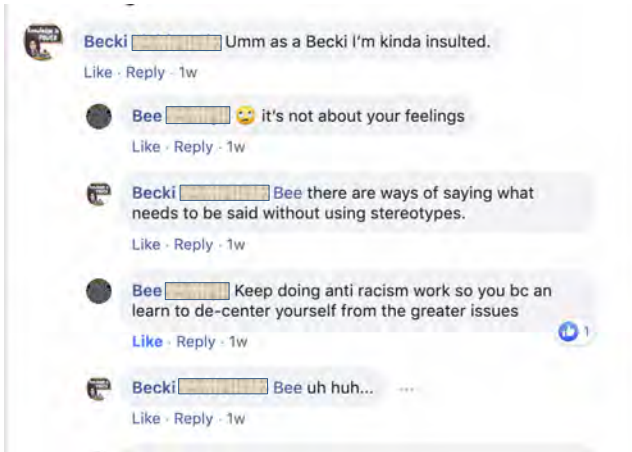 Becki Umm as a Becki I'm kinda insulted.
Like · Reply · 1w
Bee 🙄 it's not about your feelings
Like · Reply · 1w
Becki Bee there are ways of saying what
needs to be said without using stereotypes.
Like · Reply · 1w
Bee Keep doing anti racism work so you bc an
learn to de-center yourself from the greater issues
1
Like · Reply · 1w
Becki Bee uh huh... ...
Like · Reply · 1w